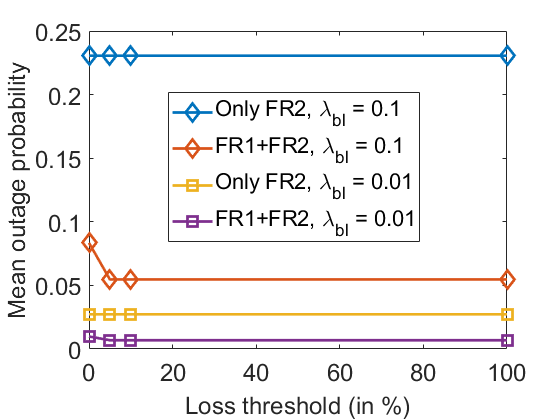 0.25
0.2
0.15
0.1
0.05
0
Mean outage probability
Only FR2, λbl = 0.1
FR1+FR2, λbl = 0.1
Only FR2, λbl = 0.01
FR1+FR2, λbl = 0.01
0 20 40 60 80 100
Loss threshold (in %)